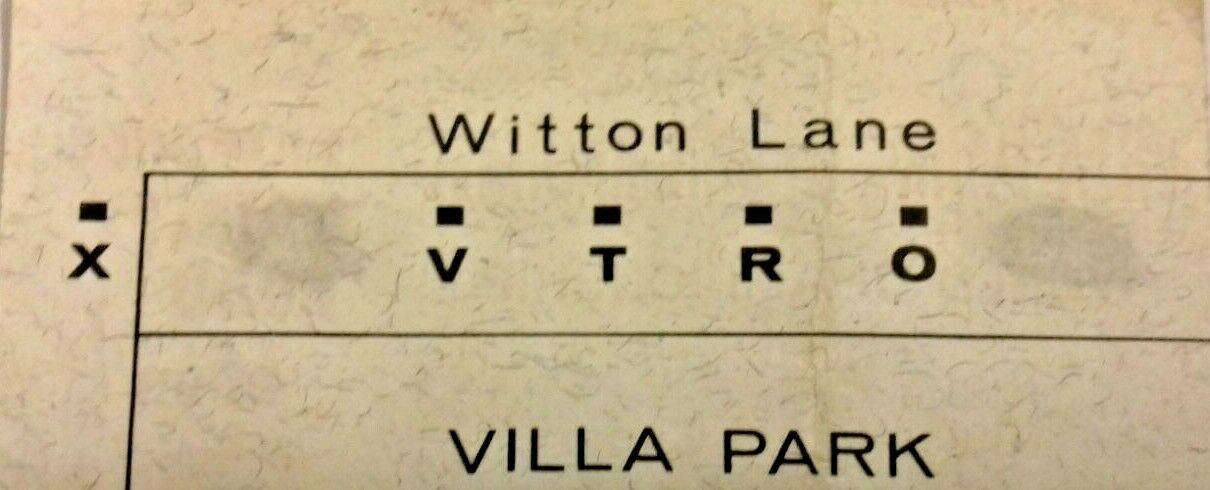 Witton Lane
X V T R O
VILLA PARK